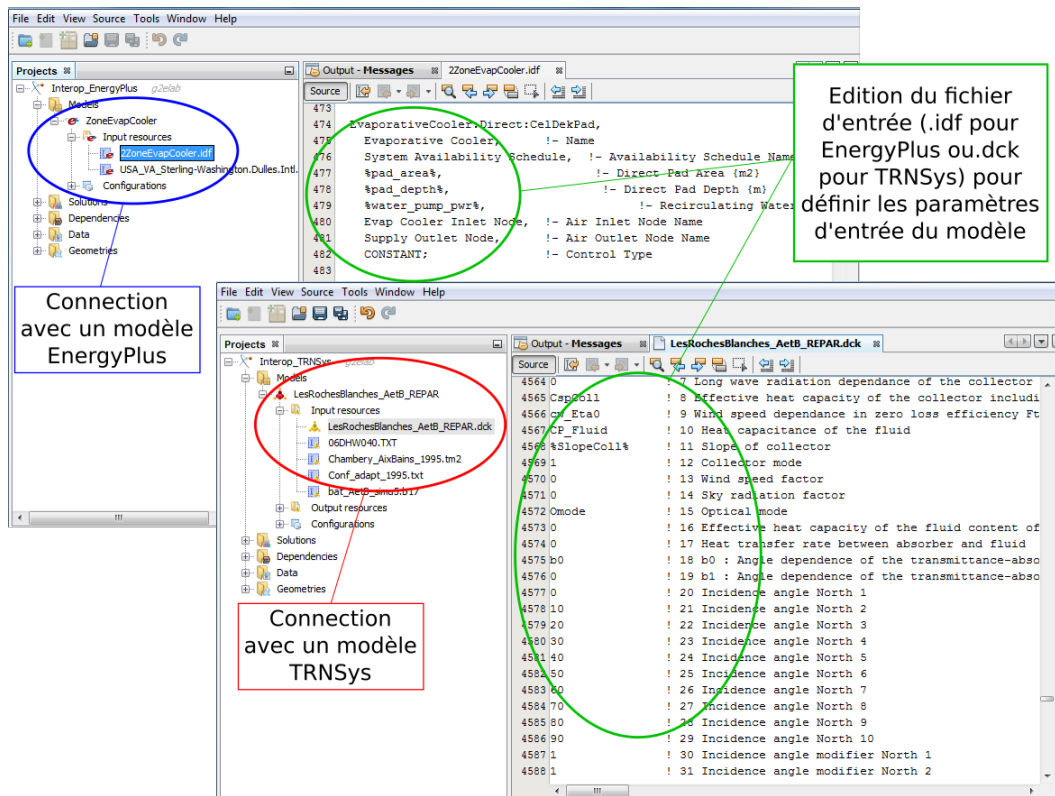 File Edit View Source Tools Window Help
Projects
Interop_EnergyPlus g2elab
Models
ZoneEvapCooler
Input resources
2ZoneEvapCooler.idf
USA_VA_Sterling-Washington.Dulles.Intl.
Configurations
Solutions
Dependencies
Data
Geometries
Output - Messages 2ZoneEvapCooler.idf
Source
473
474 EvaporativeCooler:Direct:CelDekPad,
475 Evaporative Cooler, !- Name
476 System Availability Schedule, !- Availability Schedule Name
477 %pad_area%, !- Direct Pad Area {m2}
478 %pad_depth%, !- Direct Pad Depth {m}
479 %water_pump_pwr%, !- Recirculating Water
480 Evap Cooler Inlet Node, !- Air Inlet Node Name
481 Supply Outlet Node, !- Air Outlet Node Name
482 CONSTANT; !- Control Type
483
Edition du fichier
d'entrée (.idf pour
EnergyPlus ou.dck
pour TRNSys) pour
définir les paramètres
d'entrée du modèle
Connection
avec un modèle
EnergyPlus
File Edit View Source Tools Window Help
Projects
Interop_TRNSys g2elab
Models
LesRochesBlanches_AetB_REPAR
Input resources
LesRochesBlanches_AetB_REPAR.dck
06DHW040.TXT
Chambery_AixBains_1995.tm2
Conf_adapt_1995.txt
bat_AetB_simu5.b17
Output resources
Configurations
Solutions
Dependencies
Data
Geometries
Connection
avec un modèle
TRNSys
Output - Messages LesRochesBlanches_AetB_REPAR.dck
Source
4564 0 ! 7 Long wave radiation dependance of the collector
4565 CspColl ! 8 Effective heat capacity of the collector includi
4566 cw_Eta0 ! 9 Wind speed dependance in zero loss efficiency Ft
4567 CP_Fluid ! 10 Heat capacitance of the fluid
4568 %SlopeColl% ! 11 Slope of collector
4569 1 ! 12 Collector mode
4570 0 ! 13 Wind speed factor
4571 0 ! 14 Sky radiation factor
4572 Omode ! 15 Optical mode
4573 0 ! 16 Effective heat capacity of the fluid content of
4574 0 ! 17 Heat transfer rate between absorber and fluid
4575 b0 ! 18 b0 : Angle dependence of the transmittance-abso
4576 0 ! 19 b1 : Angle dependence of the transmittance-abso
4577 0 ! 20 Incidence angle North 1
4578 10 ! 21 Incidence angle North 2
4579 20 ! 22 Incidence angle North 3
4580 30 ! 23 Incidence angle North 4
4581 40 ! 24 Incidence angle North 5
4582 50 ! 25 Incidence angle North 6
4583 60 ! 26 Incidence angle North 7
4584 70 ! 27 Incidence angle North 8
4585 80 ! 28 Incidence angle North 9
4586 90 ! 29 Incidence angle North 10
4587 1 ! 30 Incidence angle modifier North 1
4588 1 ! 31 Incidence angle modifier North 2